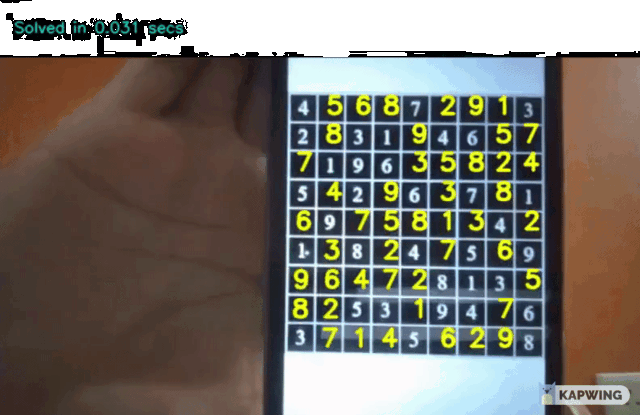 Solved in 0.031 secs
4 5 6 8 7 2 9 1 3
2 8 3 1 9 4 6 5 7
7 1 9 6 3 5 8 2 4
5 4 2 9 6 3 7 8 1
6 9 7 5 8 1 3 4 2
1 3 8 2 4 7 5 6 9
9 6 4 7 2 8 1 3 5
8 2 5 3 1 9 4 7 6
3 7 1 4 5 6 2 9 8
KAPWING